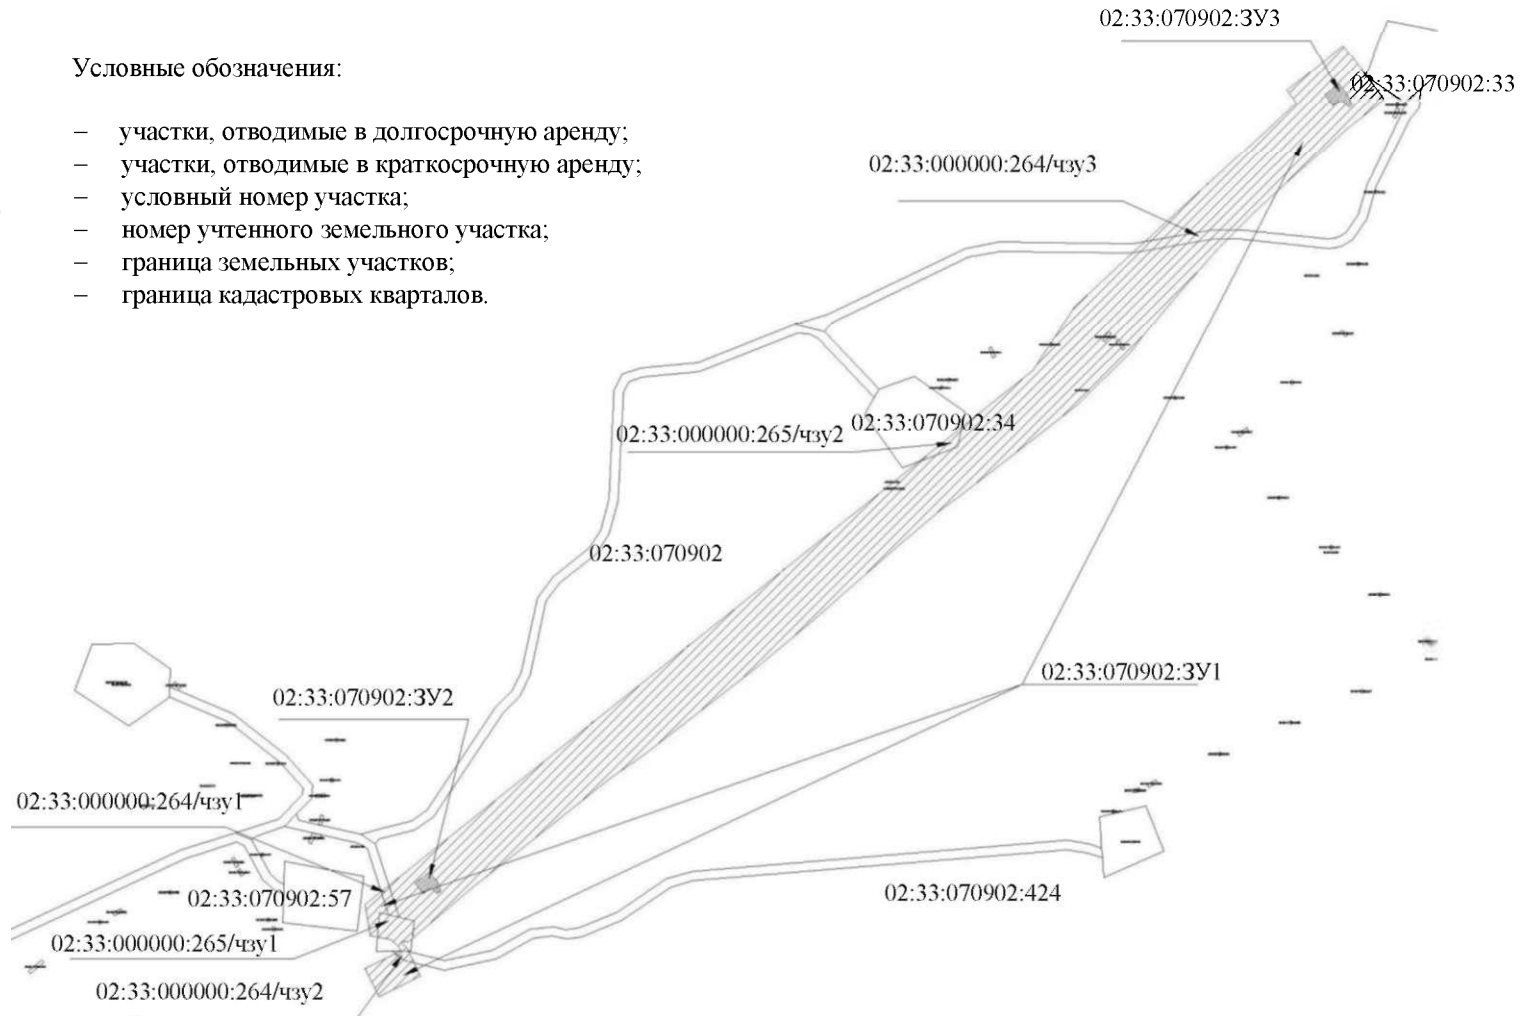 02:33:070902:ЗУ3
Условные обозначения:
02:33:070902:33
– участки, отводимые в долгосрочную аренду;
– участки, отводимые в краткосрочную аренду;
02:33:000000:264/чзу3
– условный номер участка;
– номер учтенного земельного участка;
– граница земельных участков;
– граница кадастровых кварталов.
02:33:070902:34
02:33:000000:265/чзу2
02:33:070902
02:33:070902:ЗУ1
02:33:070902:ЗУ2
02:33:000000:264/чзу1
02:33:070902:424
02:33:070902:57
02:33:000000:265/чзу1
02:33:000000:264/чзу2